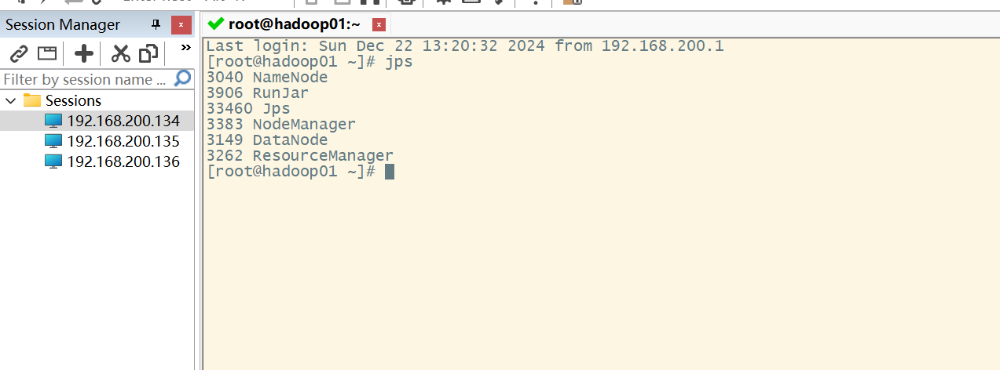 Session Manager
root@hadoop01:~
Filter by session name ...
Sessions
192.168.200.134
192.168.200.135
192.168.200.136
Last login: Sun Dec 22 13:20:32 2024 from 192.168.200.1
[root@hadoop01 ~]# jps
3040 NameNode
3906 RunJar
33460 Jps
3383 NodeManager
3149 DataNode
3262 ResourceManager
[root@hadoop01 ~]#